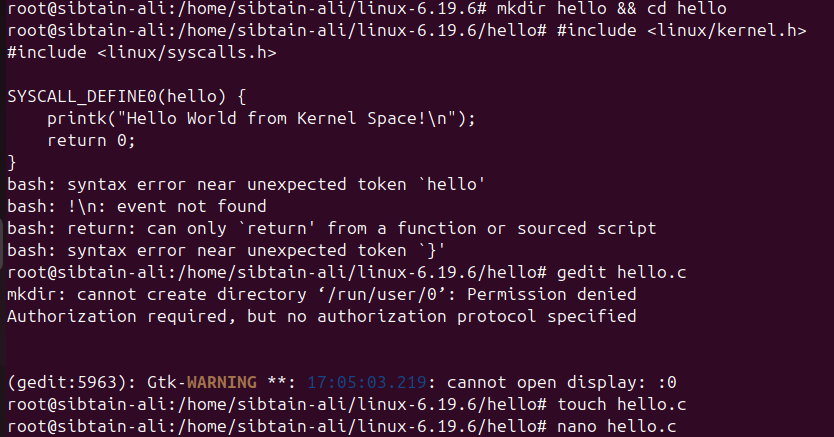 root@sibtain-ali:/home/sibtain-ali/linux-6.19.6# mkdir hello && cd hello
root@sibtain-ali:/home/sibtain-ali/linux-6.19.6/hello# #include <linux/kernel.h>
#include <linux/syscalls.h>
SYSCALL_DEFINE0(hello) {
    printk("Hello World from Kernel Space!\n");
    return 0;
}
bash: syntax error near unexpected token `hello'
bash: !\n: event not found
bash: return: can only `return' from a function or sourced script
bash: syntax error near unexpected token `}'
root@sibtain-ali:/home/sibtain-ali/linux-6.19.6/hello# gedit hello.c
mkdir: cannot create directory ‘/run/user/0’: Permission denied
Authorization required, but no authorization protocol specified
(gedit:5963): Gtk-WARNING **: 17:05:03.219: cannot open display: :0
root@sibtain-ali:/home/sibtain-ali/linux-6.19.6/hello# touch hello.c
root@sibtain-ali:/home/sibtain-ali/linux-6.19.6/hello# nano hello.c